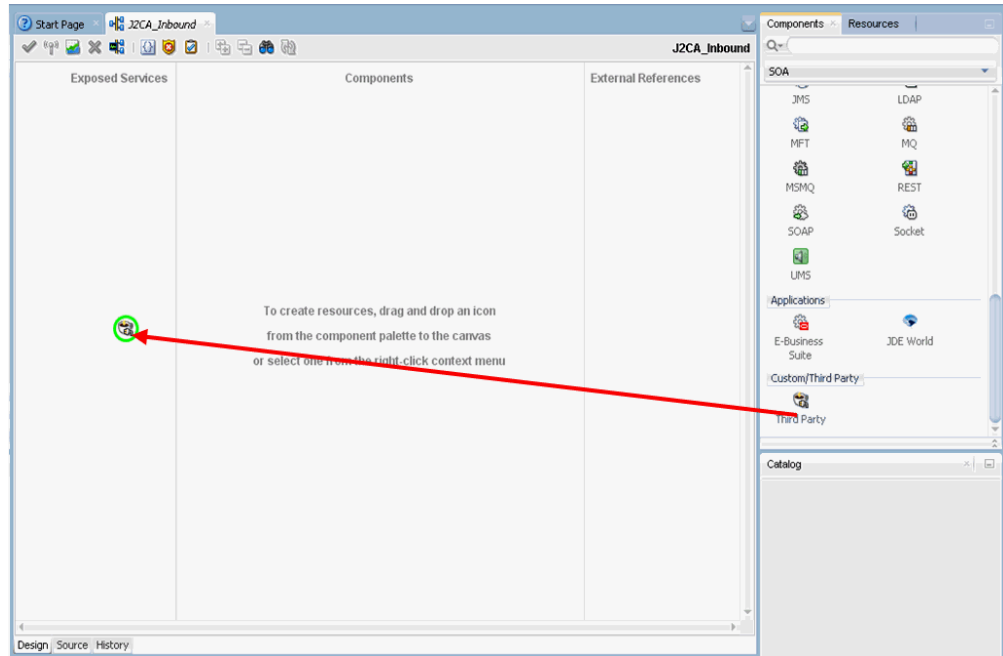 Start Page
J2CA_Inbound
J2CA_Inbound
Exposed Services
Components
External References
To create resources, drag and drop an icon
from the component palette to the canvas
or select one from the right-click context menu
Design Source History
Components
Resources
SOA
JMS LDAP
MFT MQ
MSMQ REST
SOAP Socket
UMS
Applications
E-Business
Suite
JDE World
Custom/Third Party
Third Party
Catalog